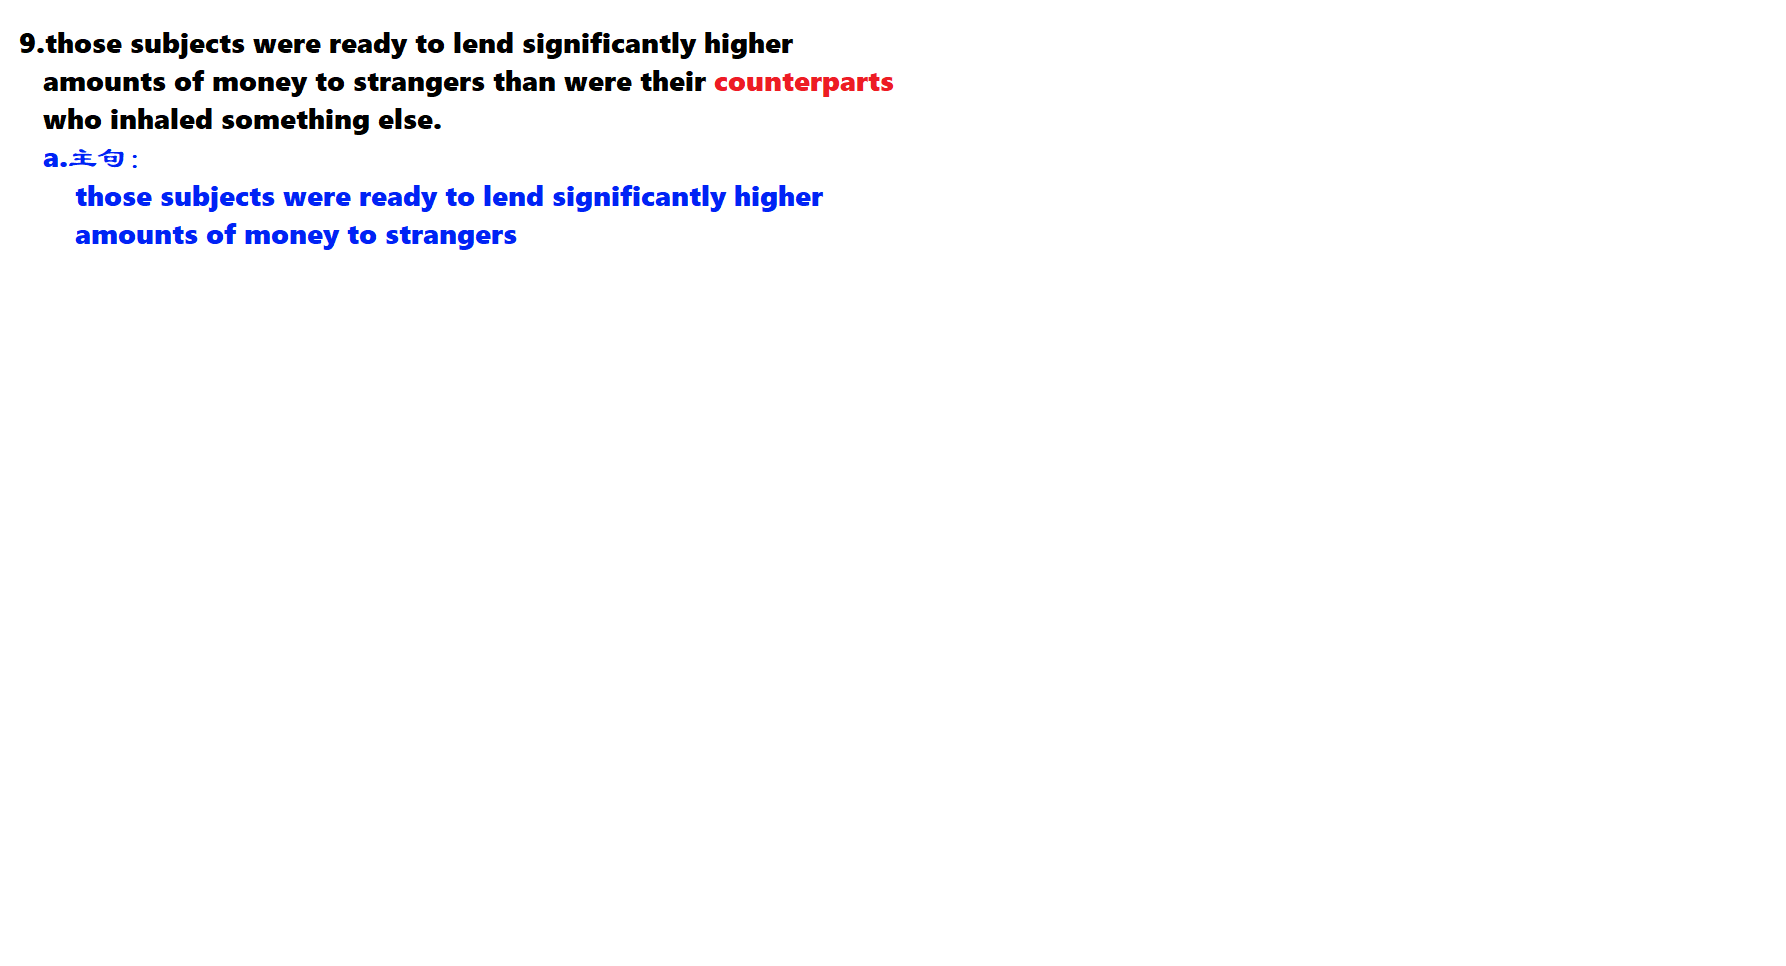 9.those subjects were ready to lend significantly higher
amounts of money to strangers than were their counterparts
who inhaled something else.
a.主句：
those subjects were ready to lend significantly higher
amounts of money to strangers